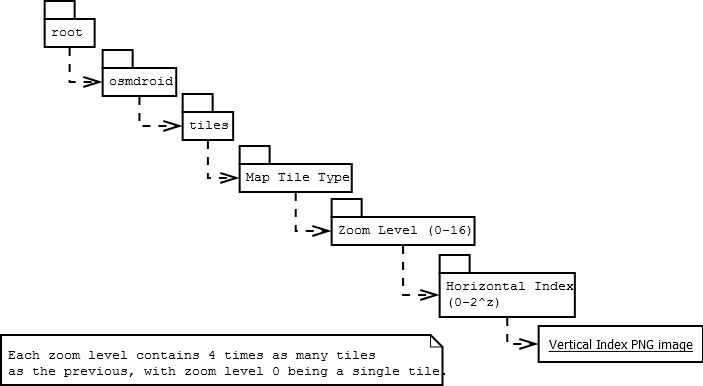 root
osmdroid
tiles
Map Tile Type
Zoom Level (0-16)
Horizontal Index
(0-2^z)
Vertical Index PNG image
Each zoom level contains 4 times as many tiles
as the previous, with zoom level 0 being a single tile.